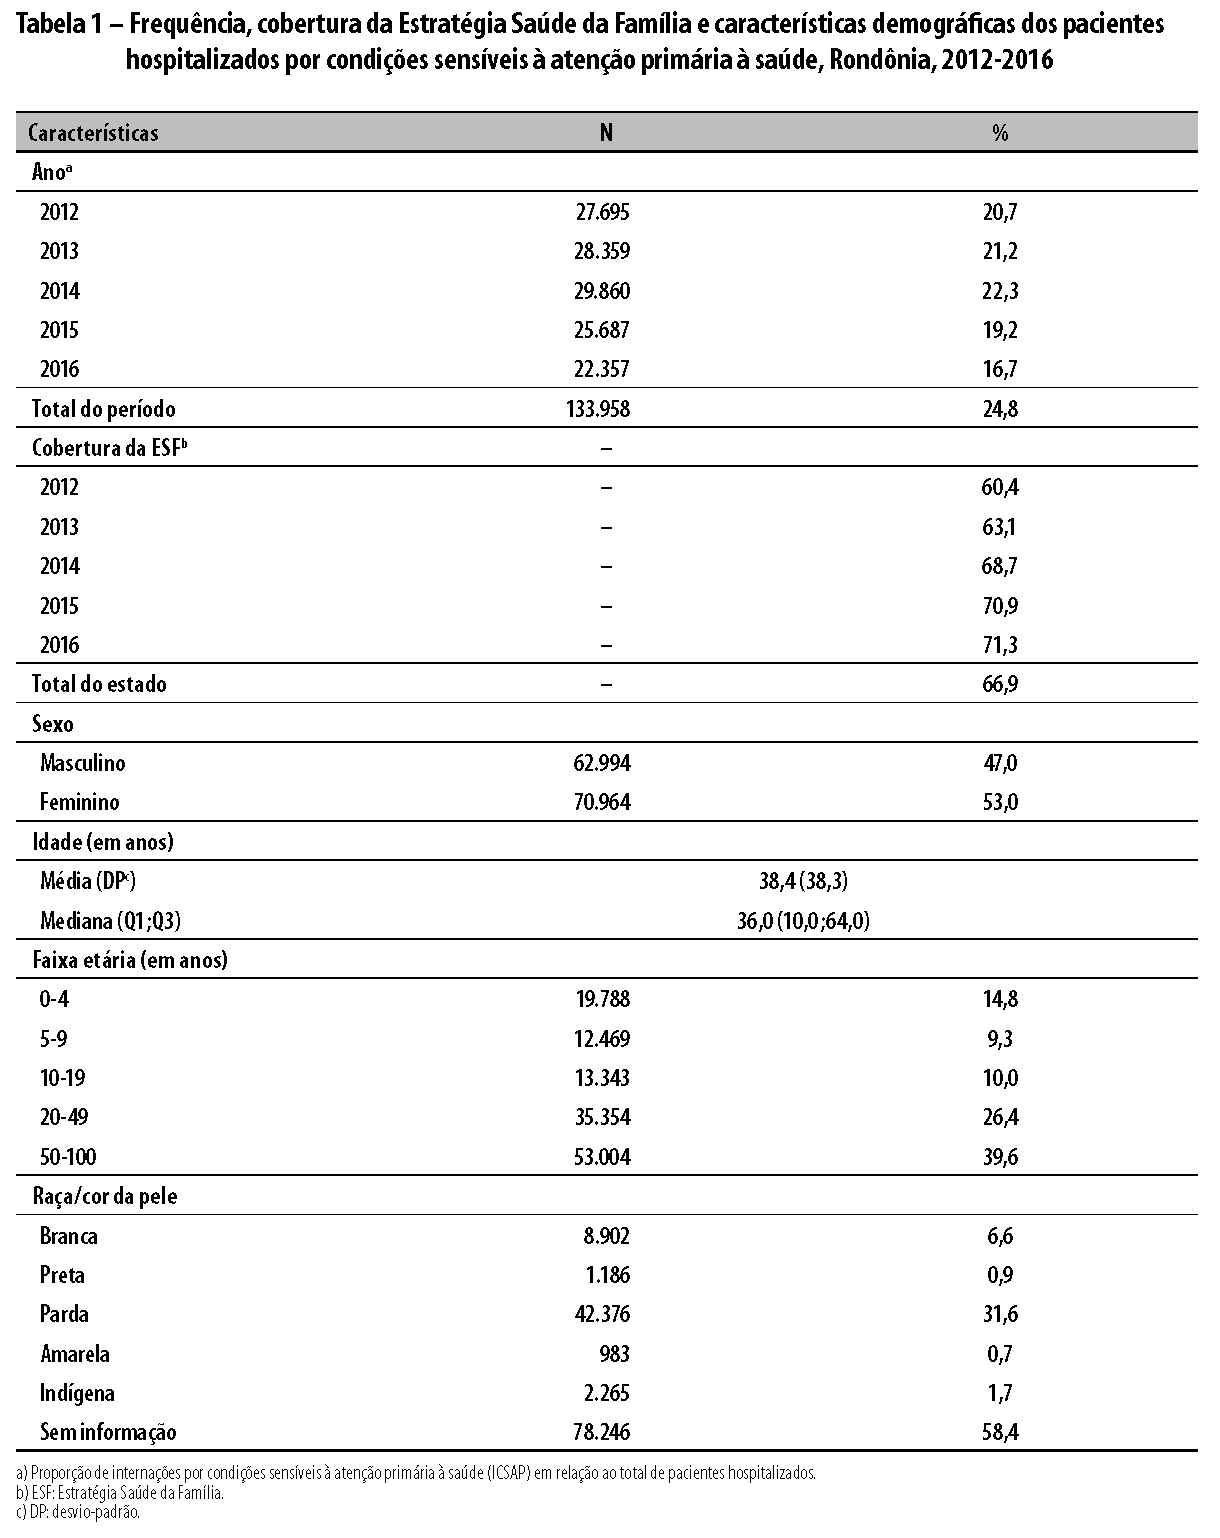 Tabela 1 – Frequência, cobertura da Estratégia Saúde da Família e características demográficas dos pacientes
hospitalizados por condições sensíveis à atenção primária à saúde, Rondônia, 2012-2016
Características N %
Anoª
2012 27.695 20,7
2013 28.359 21,2
2014 29.860 22,3
2015 25.687 19,2
2016 22.357 16,7
Total do período 133.958 24,8
Cobertura da ESFᵇ –
2012 – 60,4
2013 – 63,1
2014 – 68,7
2015 – 70,9
2016 – 71,3
Total do estado – 66,9
Sexo
Masculino 62.994 47,0
Feminino 70.964 53,0
Idade (em anos)
Média (DPᶜ) 38,4 (38,3)
Mediana (Q1;Q3) 36,0 (10,0;64,0)
Faixa etária (em anos)
0-4 19.788 14,8
5-9 12.469 9,3
10-19 13.343 10,0
20-49 35.354 26,4
50-100 53.004 39,6
Raça/cor da pele
Branca 8.902 6,6
Preta 1.186 0,9
Parda 42.376 31,6
Amarela 983 0,7
Indígena 2.265 1,7
Sem informação 78.246 58,4
a) Proporção de internações por condições sensíveis à atenção primária à saúde (ICSAP) em relação ao total de pacientes hospitalizados.
b) ESF: Estratégia Saúde da Família.
c) DP: desvio-padrão.